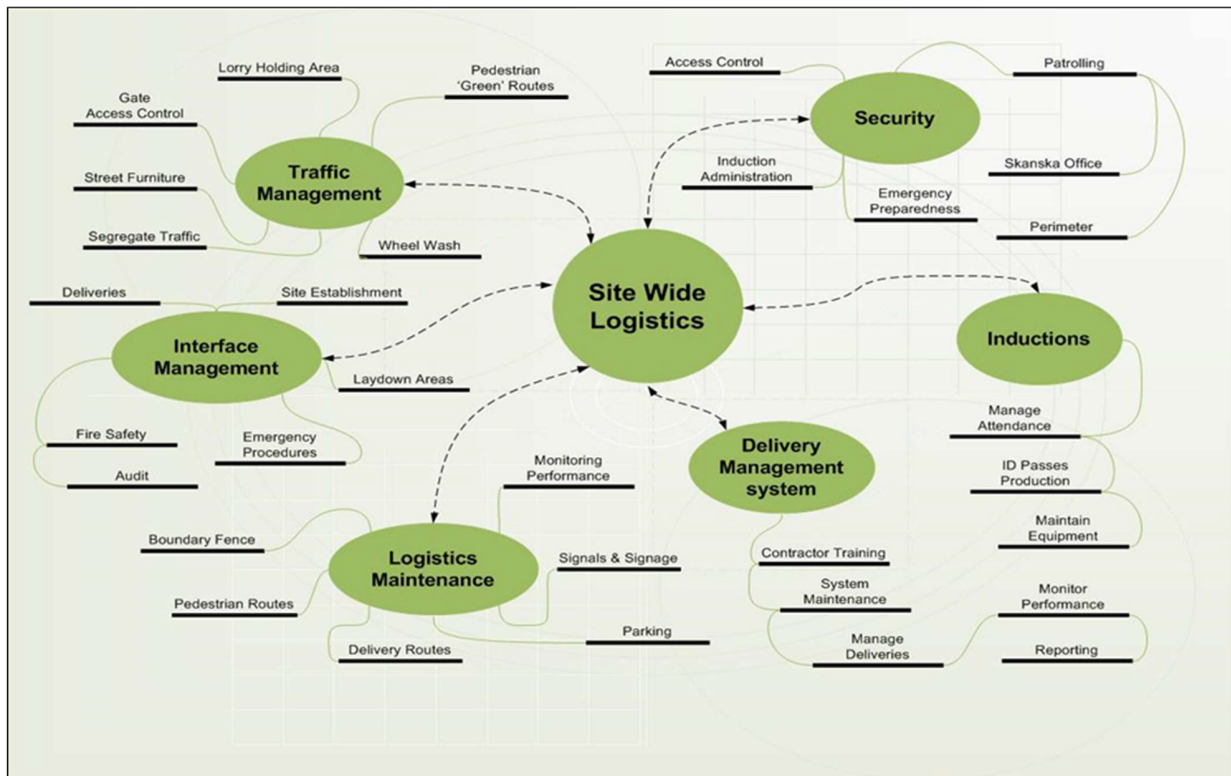 Lorry Holding Area
Pedestrian
‘Green’ Routes
Gate
Access Control
Street Furniture
Segregate Traffic
Wheel Wash
Traffic
Management
Access Control
Patrolling
Security
Induction
Administration
Emergency
Preparedness
Skanska Office
Perimeter
Site Wide
Logistics
Deliveries
Site Establishment
Interface
Management
Laydown Areas
Fire Safety
Audit
Emergency
Procedures
Inductions
Manage
Attendance
ID Passes
Production
Maintain
Equipment
Delivery
Management
system
Contractor Training
System
Maintenance
Manage
Deliveries
Monitor
Performance
Reporting
Monitoring
Performance
Boundary Fence
Logistics
Maintenance
Signals & Signage
Pedestrian Routes
Delivery Routes
Parking